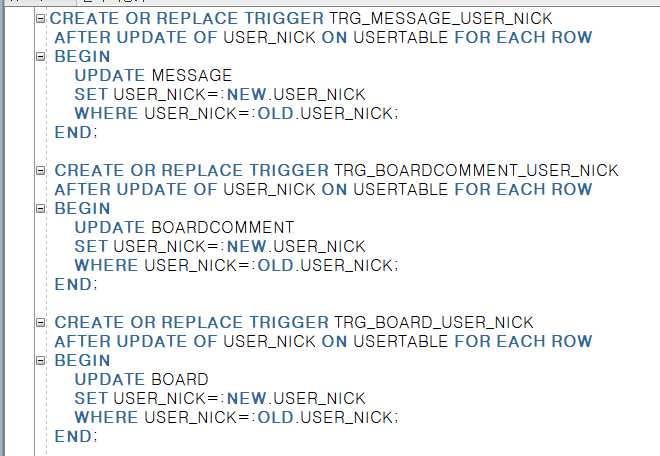 CREATE OR REPLACE TRIGGER TRG_MESSAGE_USER_NICK
AFTER UPDATE OF USER_NICK ON USERTABLE FOR EACH ROW
BEGIN
UPDATE MESSAGE
SET USER_NICK=:NEW.USER_NICK
WHERE USER_NICK=:OLD.USER_NICK;
END;
CREATE OR REPLACE TRIGGER TRG_BOARDCOMMENT_USER_NICK
AFTER UPDATE OF USER_NICK ON USERTABLE FOR EACH ROW
BEGIN
UPDATE BOARDCOMMENT
SET USER_NICK=:NEW.USER_NICK
WHERE USER_NICK=:OLD.USER_NICK;
END;
CREATE OR REPLACE TRIGGER TRG_BOARD_USER_NICK
AFTER UPDATE OF USER_NICK ON USERTABLE FOR EACH ROW
BEGIN
UPDATE BOARD
SET USER_NICK=:NEW.USER_NICK
WHERE USER_NICK=:OLD.USER_NICK;
END;